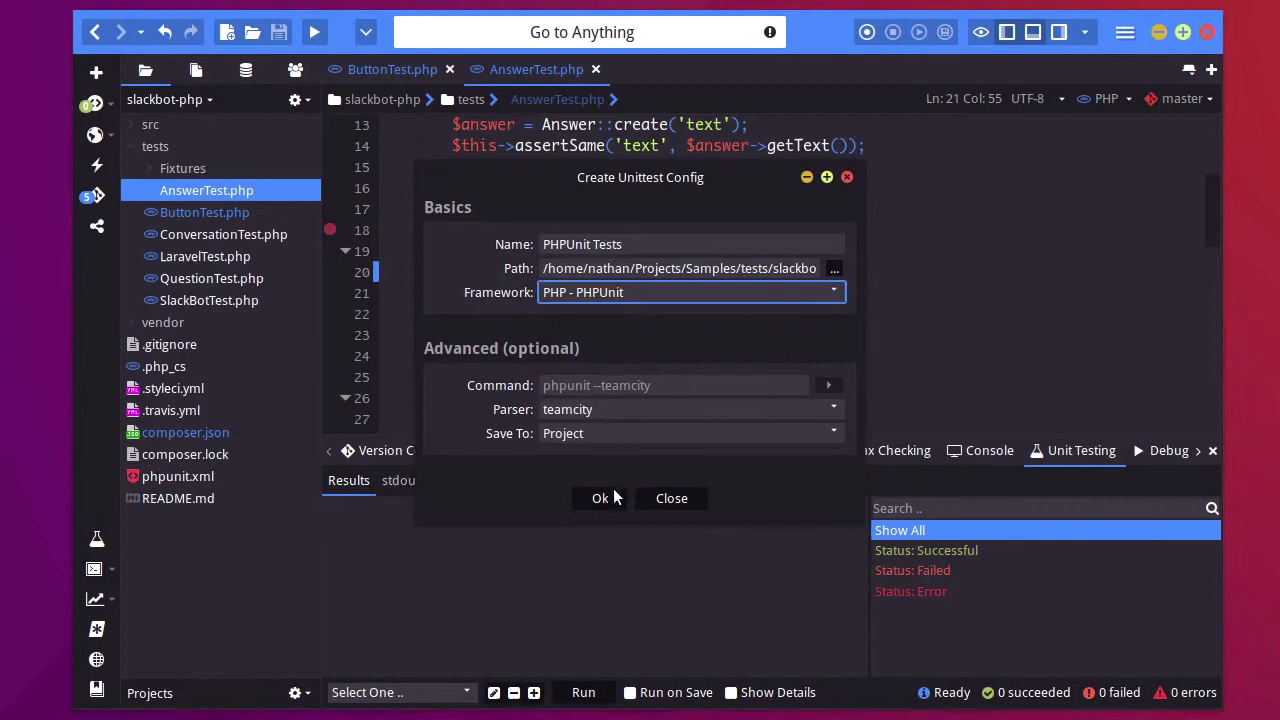 Go to Anything
ButtonTest.php
AnswerTest.php
slackbot-php
slackbot-php
tests
AnswerTest.php
Ln: 21 Col: 55
UTF-8
PHP
master
0
5
src
tests
Fixtures
AnswerTest.php
ButtonTest.php
ConversationTest.php
LaravelTest.php
QuestionTest.php
SlackBotTest.php
vendor
.gitignore
.php_cs
.styleci.yml
.travis.yml
composer.json
composer.lock
phpunit.xml
README.md
13 $answer = Answer::create('text');
14 $this->assertSame('text', $answer->getText());
15
16
17
18
19
20
21
22
23
24
25
26
27
Create Unittest Config
Basics
Name: PHPUnit Tests
Path: /home/nathan/Projects/Samples/tests/slackbo ...
Framework: PHP - PHPUnit
Advanced (optional)
Command: phpunit --teamcity
Parser: teamcity
Save To: Project
Ok Close
Version C
ax Checking
Console
Unit Testing
Debug
Results
stdou
Search ..
Show All
Status: Successful
Status: Failed
Status: Error
Projects
Select One ..
Run
Run on Save
Show Details
Ready
0 succeeded
0 failed
0 errors